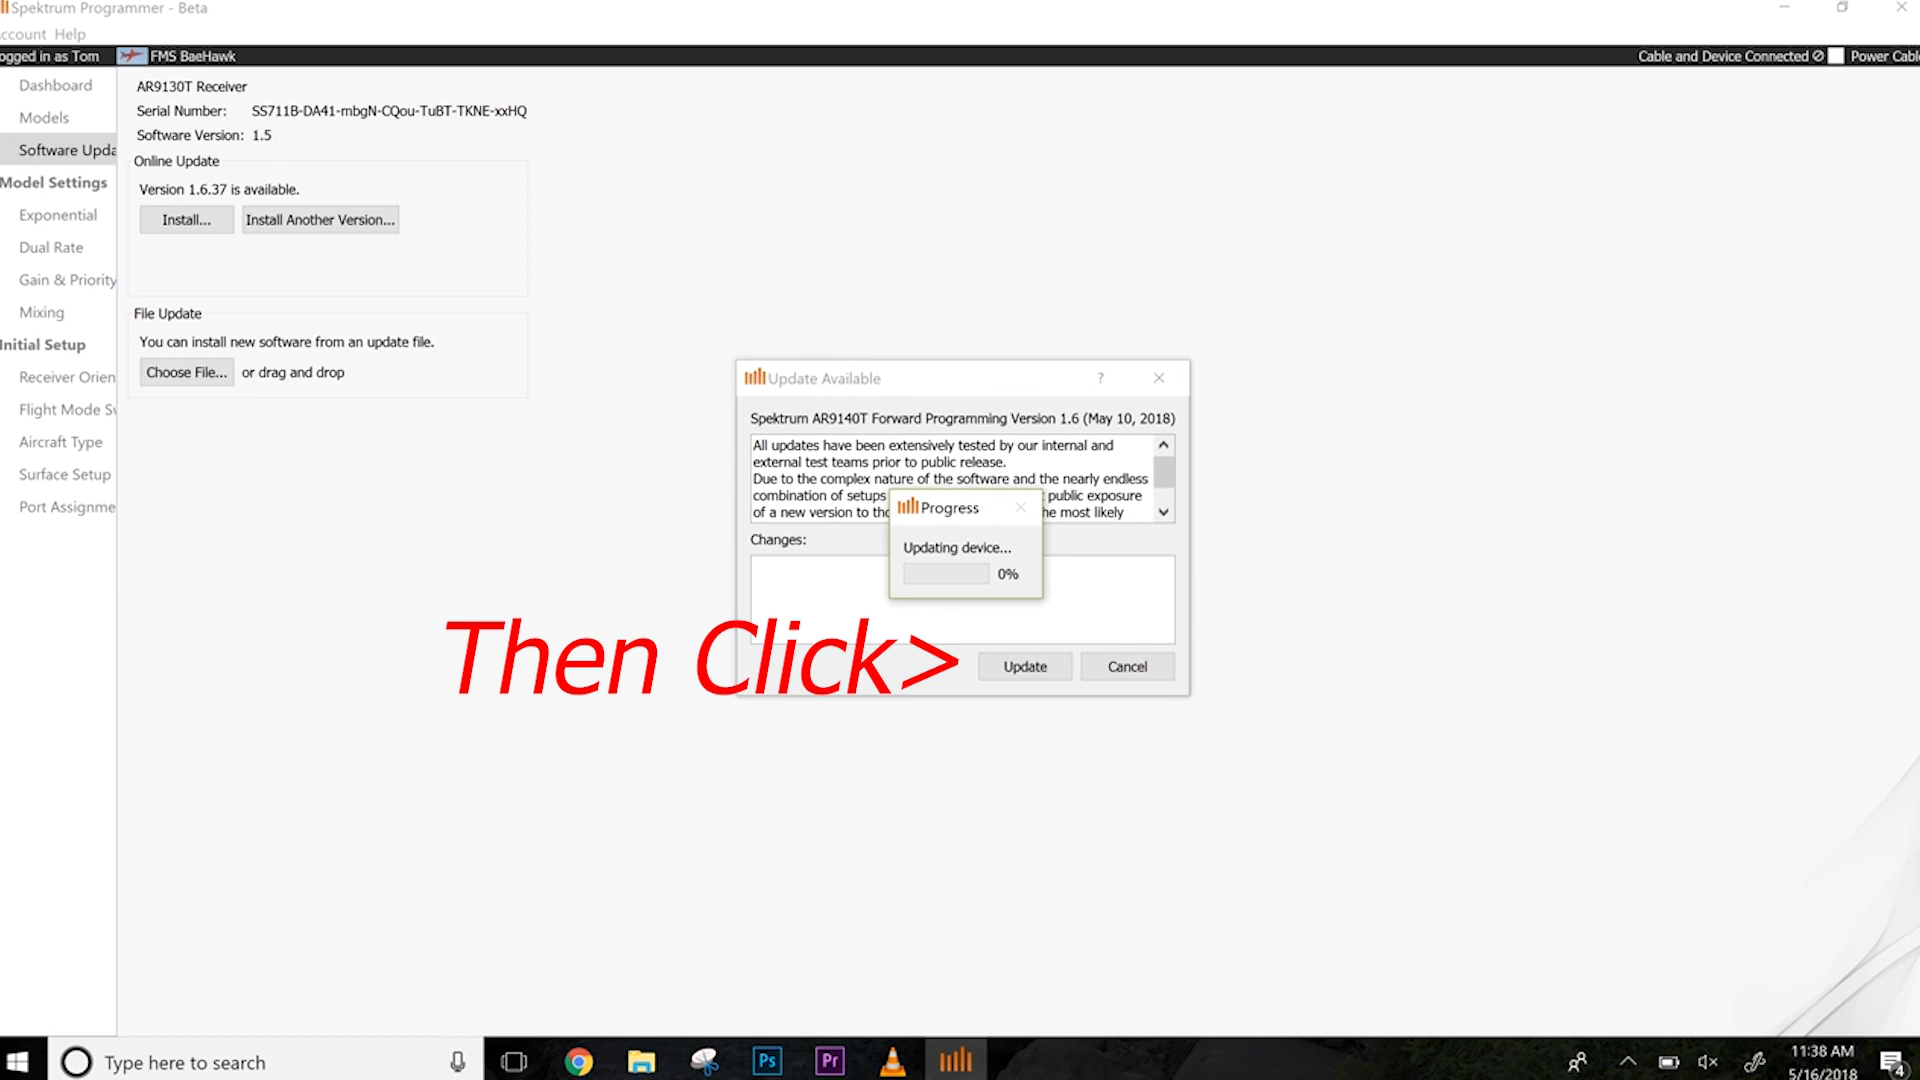 Spektrum Programmer - Beta
ccount Help
ogged in as Tom
FMS BaeHawk
Cable and Device Connected
Power Cabl
Dashboard
Models
Software Upda
Model Settings
Exponential
Dual Rate
Gain & Priority
Mixing
Initial Setup
Receiver Orien
Flight Mode Sw
Aircraft Type
Surface Setup
Port Assignme
AR9130T Receiver
Serial Number: SS711B-DA41-mbgN-CQou-TuBT-TKNE-xxHQ
Software Version: 1.5
Online Update
Version 1.6.37 is available.
Install...
Install Another Version...
File Update
You can install new software from an update file.
Choose File... or drag and drop
Update Available
?
Spektrum AR9140T Forward Programming Version 1.6 (May 10, 2018)
All updates have been extensively tested by our internal and
external test teams prior to public release.
Due to the complex nature of the software and the nearly endless
combination of setups public exposure
of a new version to tho he most likely
Changes:
Progress
Updating device...
0%
Then Click>
Update
Cancel
Type here to search
Ps
Pr
11:38 AM
5/16/2018
4